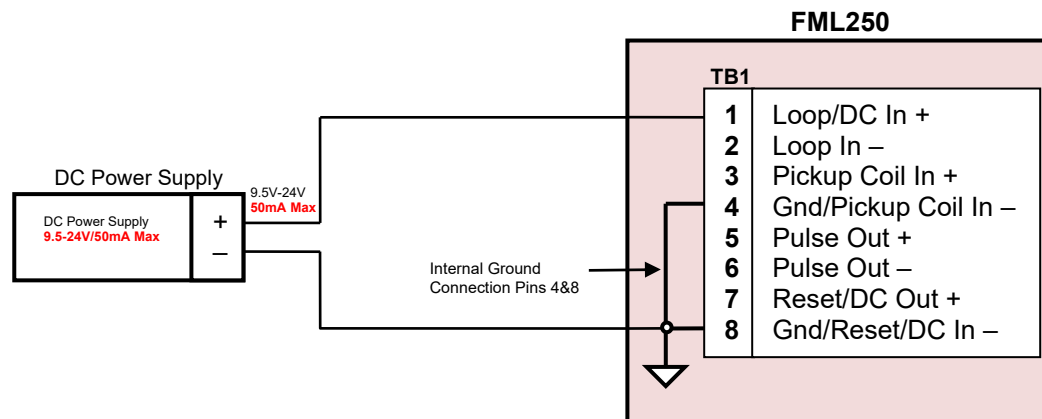 FML250
TB1
1 Loop/DC In +
2 Loop In –
3 Pickup Coil In +
4 Gnd/Pickup Coil In –
5 Pulse Out +
6 Pulse Out –
7 Reset/DC Out +
8 Gnd/Reset/DC In –
DC Power Supply
DC Power Supply
9.5-24V/50mA Max
+
–
9.5V-24V
50mA Max
Internal Ground
Connection Pins 4&8